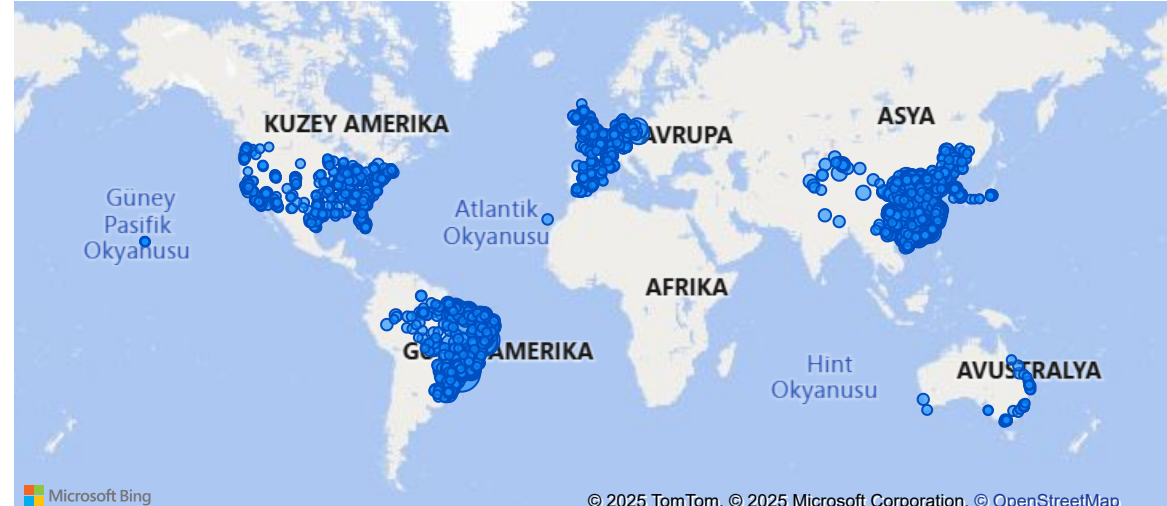 KUZEY AMERIKA
AVRUPA
ASYA
Güney
Pasifik
Okyanusu
Atlantik
Okyanusu
AFRIKA
AMERIKA
Hint
Okyanusu
AVUSTRALYA
Microsoft Bing
© 2025 TomTom, © 2025 Microsoft Corporation, © OpenStreetMap